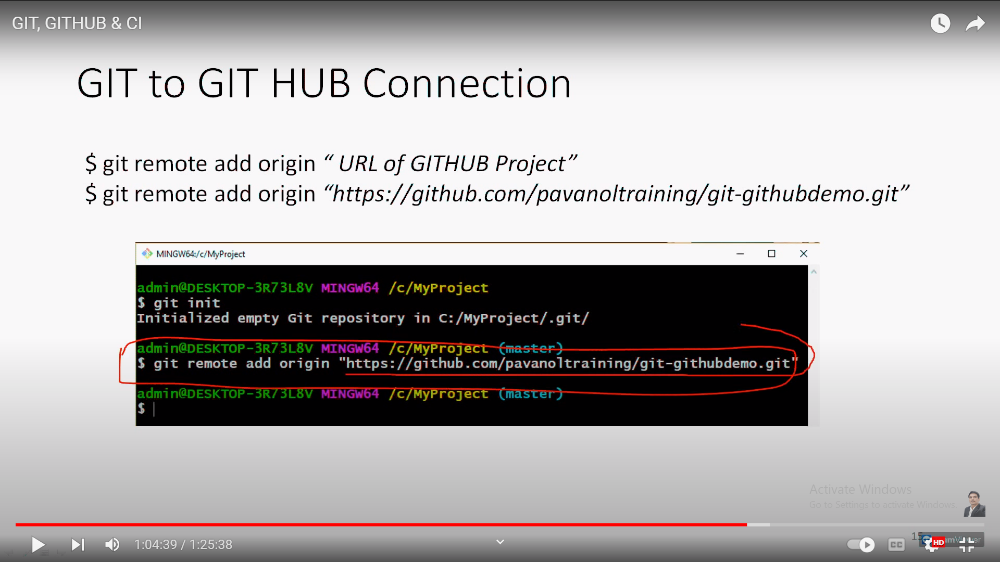 GIT, GITHUB & CI
GIT to GIT HUB Connection
$ git remote add origin “ URL of GITHUB Project”
$ git remote add origin “https://github.com/pavanoltraining/git-githubdemo.git”
MINGW64:/c/MyProject
admin@DESKTOP-3R73L8V MINGW64 /c/MyProject
$ git init
Initialized empty Git repository in C:/MyProject/.git/
admin@DESKTOP-3R73L8V MINGW64 /c/MyProject (master)
$ git remote add origin "https://github.com/pavanoltraining/git-githubdemo.git"
admin@DESKTOP-3R73L8V MINGW64 /c/MyProject (master)
$
Activate Windows
Go to Settings to activate Windows.
1:04:39 / 1:25:38
CC
15
HD